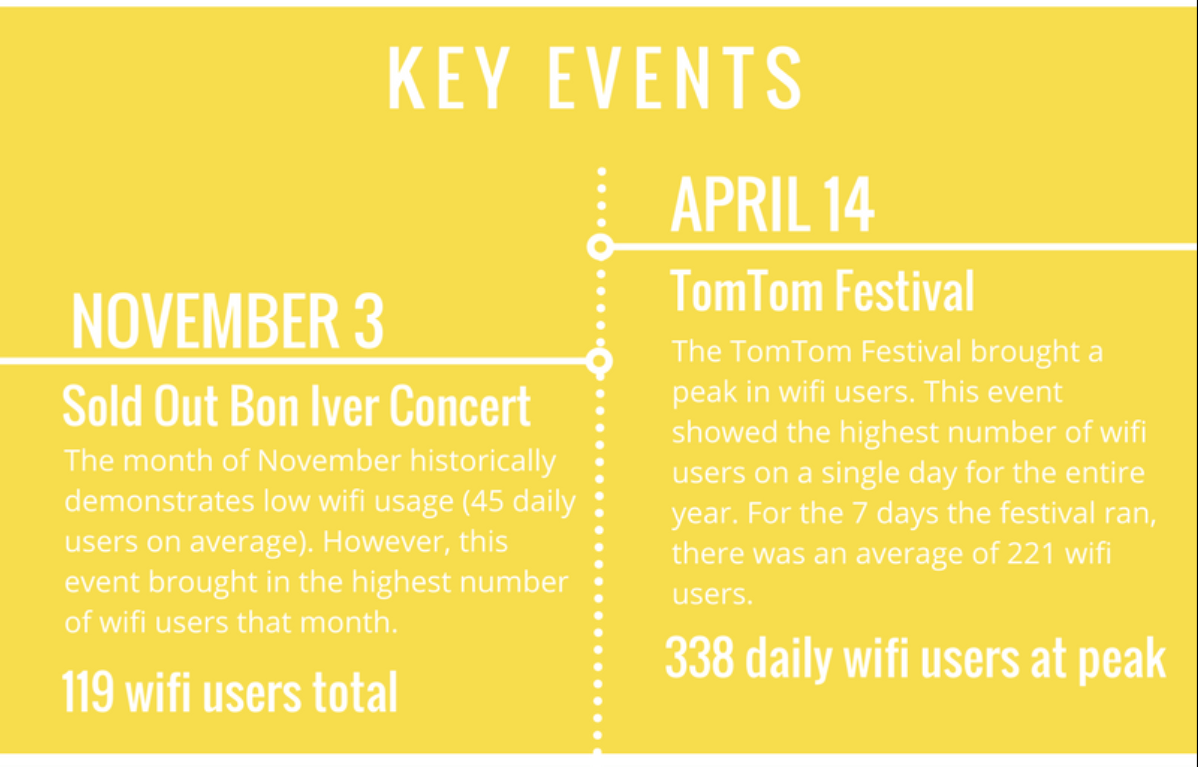 KEY EVENTS
APRIL 14
TomTom Festival
The TomTom Festival brought a
peak in wifi users. This event
showed the highest number of wifi
users on a single day for the entire
year. For the 7 days the festival ran,
there was an average of 221 wifi
users.
338 daily wifi users at peak
NOVEMBER 3
Sold Out Bon Iver Concert
The month of November historically
demonstrates low wifi usage (45 daily
users on average). However, this
event brought in the highest number
of wifi users that month.
119 wifi users total